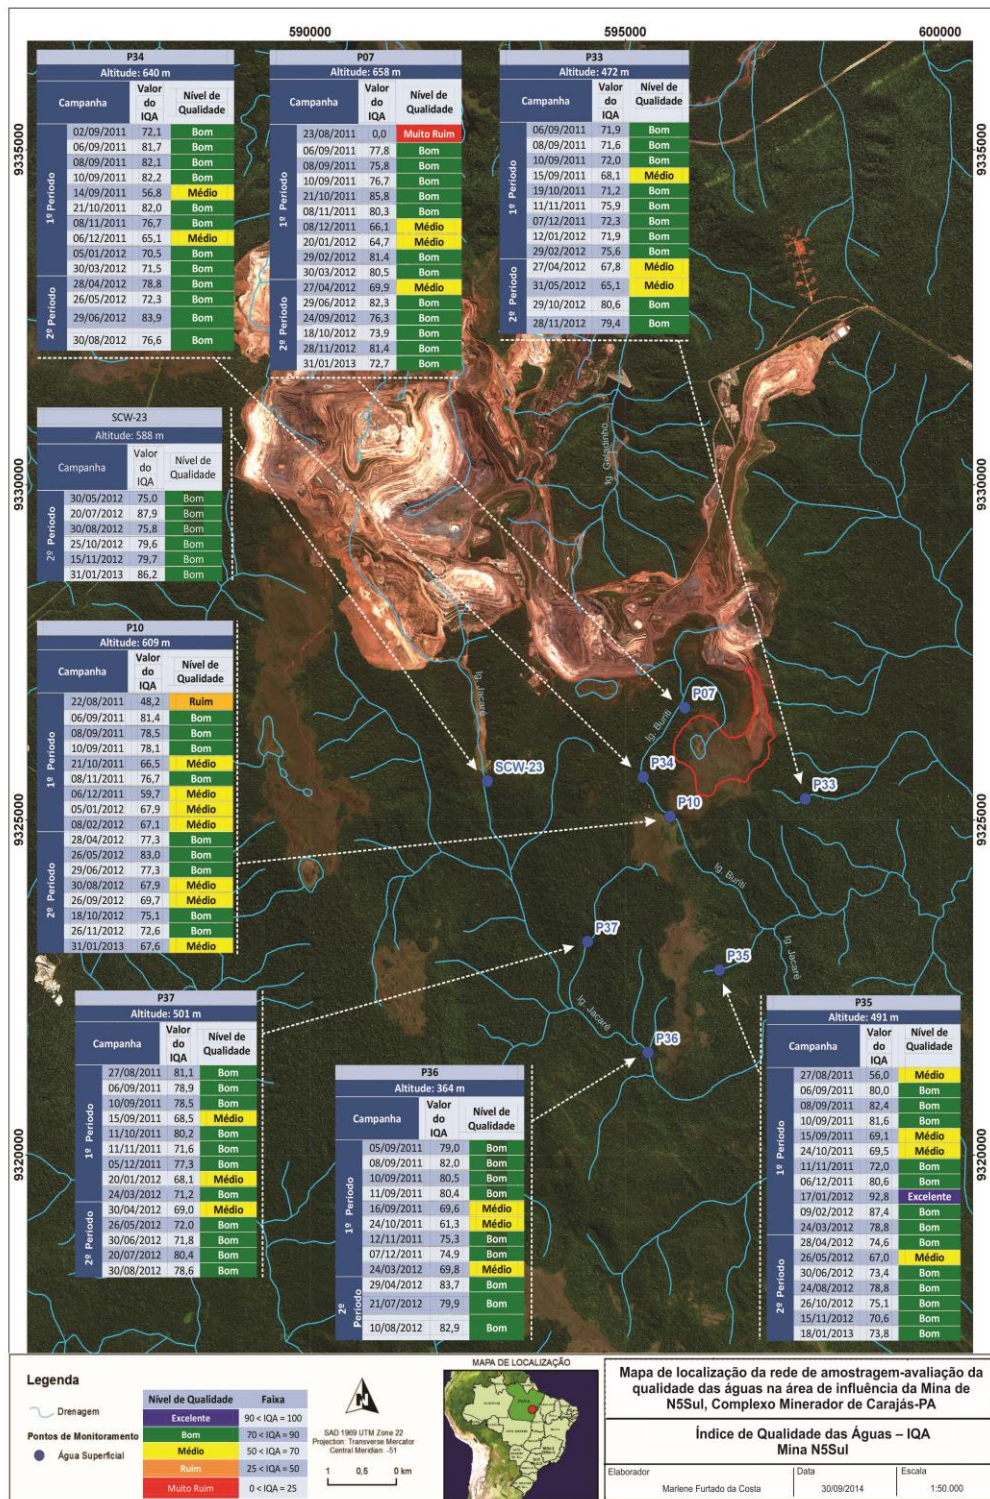 590000 595000 600000
9335000
9330000
9325000
9320000
9335000
9330000
9325000
9320000
P34
Altitude: 640 m
Campanha Valor do IQA Nível de Qualidade
1º Período
02/09/2011 72,1 Bom
06/09/2011 81,7 Bom
08/09/2011 82,1 Bom
10/09/2011 82,2 Bom
14/09/2011 56,8 Médio
21/10/2011 82,0 Bom
08/11/2011 76,7 Bom
06/12/2011 65,1 Médio
05/01/2012 70,5 Bom
30/03/2012 71,5 Bom
2º Período
28/04/2012 78,8 Bom
26/05/2012 72,3 Bom
29/06/2012 83,9 Bom
30/08/2012 76,6 Bom
P07
Altitude: 658 m
Campanha Valor do IQA Nível de Qualidade
1º Período
23/08/2011 0,0 Muito Ruim
06/09/2011 77,8 Bom
08/09/2011 75,8 Bom
10/09/2011 76,7 Bom
21/10/2011 85,8 Bom
08/11/2011 80,3 Bom
08/12/2011 66,1 Médio
20/01/2012 64,7 Médio
29/02/2012 81,4 Bom
30/03/2012 80,5 Bom
2º Período
27/04/2012 69,9 Médio
29/06/2012 82,3 Bom
24/09/2012 76,3 Bom
18/10/2012 73,9 Bom
28/11/2012 81,4 Bom
31/01/2013 72,7 Bom
P33
Altitude: 472 m
Campanha Valor do IQA Nível de Qualidade
1º Período
06/09/2011 71,9 Bom
08/09/2011 71,6 Bom
10/09/2011 72,0 Bom
15/09/2011 68,1 Médio
19/10/2011 71,2 Bom
11/11/2011 75,9 Bom
07/12/2011 72,3 Bom
12/01/2012 71,9 Bom
29/02/2012 75,6 Bom
2º Período
27/04/2012 67,8 Médio
31/05/2012 65,1 Médio
29/10/2012 80,6 Bom
28/11/2012 79,4 Bom
SCW-23
Altitude: 588 m
Campanha Valor do IQA Nível de Qualidade
2º Período
30/05/2012 75,0 Bom
20/07/2012 87,9 Bom
30/08/2012 75,8 Bom
25/10/2012 79,6 Bom
15/11/2012 79,7 Bom
31/01/2013 86,2 Bom
P10
Altitude: 609 m
Campanha Valor do IQA Nível de Qualidade
1º Período
22/08/2011 48,2 Ruim
06/09/2011 81,4 Bom
08/09/2011 78,5 Bom
10/09/2011 78,1 Bom
21/10/2011 66,5 Médio
08/11/2011 76,7 Bom
06/12/2011 59,7 Médio
05/01/2012 67,9 Médio
08/02/2012 67,1 Médio
2º Período
28/04/2012 77,3 Bom
26/05/2012 83,0 Bom
29/06/2012 77,3 Bom
30/08/2012 67,9 Médio
26/09/2012 69,7 Médio
18/10/2012 75,1 Bom
26/11/2012 72,6 Bom
31/01/2013 67,6 Médio
P37
Altitude: 501 m
Campanha Valor do IQA Nível de Qualidade
1º Período
27/08/2011 81,1 Bom
06/09/2011 78,9 Bom
10/09/2011 78,5 Bom
15/09/2011 68,5 Médio
11/10/2011 80,2 Bom
11/11/2011 71,6 Bom
05/12/2011 77,3 Bom
20/01/2012 68,1 Médio
24/03/2012 71,2 Bom
2º Período
30/04/2012 69,0 Médio
26/05/2012 72,0 Bom
30/06/2012 71,8 Bom
20/07/2012 80,4 Bom
30/08/2012 78,6 Bom
P36
Altitude: 364 m
Campanha Valor do IQA Nível de Qualidade
1º Período
05/09/2011 79,0 Bom
08/09/2011 82,0 Bom
10/09/2011 80,5 Bom
11/09/2011 80,4 Bom
16/09/2011 69,6 Médio
24/10/2011 61,3 Médio
12/11/2011 75,3 Bom
07/12/2011 74,9 Bom
24/03/2012 69,8 Médio
2º Período
29/04/2012 83,7 Bom
21/07/2012 79,9 Bom
10/08/2012 82,9 Bom
P35
Altitude: 491 m
Campanha Valor do IQA Nível de Qualidade
1º Período
27/08/2011 56,0 Médio
06/09/2011 80,0 Bom
08/09/2011 82,4 Bom
10/09/2011 81,6 Bom
15/09/2011 69,1 Médio
24/10/2011 69,5 Médio
11/11/2011 72,0 Bom
06/12/2011 80,6 Bom
17/01/2012 92,8 Excelente
09/02/2012 87,4 Bom
24/03/2012 78,8 Bom
2º Período
28/04/2012 74,6 Bom
26/05/2012 67,0 Médio
30/06/2012 73,4 Bom
24/08/2012 78,8 Bom
26/10/2012 75,1 Bom
15/11/2012 70,6 Bom
18/01/2013 73,8 Bom
Ig. Geladinho
Ig. Jacaré
Ig. Buriti
P07
P34
SCW-23
P10
P33
Ig. Buriti
P37
P35
Ig. Jacaré
Ig. Jacaré
P36
Legenda
Drenagem
Pontos de Monitoramento
Água Superficial
Nível de Qualidade Faixa
Excelente 90 < IQA = 100
Bom 70 < IQA = 90
Médio 50 < IQA = 70
Ruim 25 < IQA = 50
Muito Ruim 0 < IQA = 25
N
SAD 1969 UTM Zone 22
Projection: Transverse Mercator
Central Meridian: -51
1 0,5 0 km
MAPA DE LOCALIZAÇÃO
Mapa de localização da rede de amostragem-avaliação da
qualidade das águas na área de influência da Mina de
N5Sul, Complexo Minerador de Carajás-PA
Índice de Qualidade das Águas – IQA
Mina N5Sul
Elaborador Data Escala
Marlene Furtado da Costa 30/09/2014 1:50.000